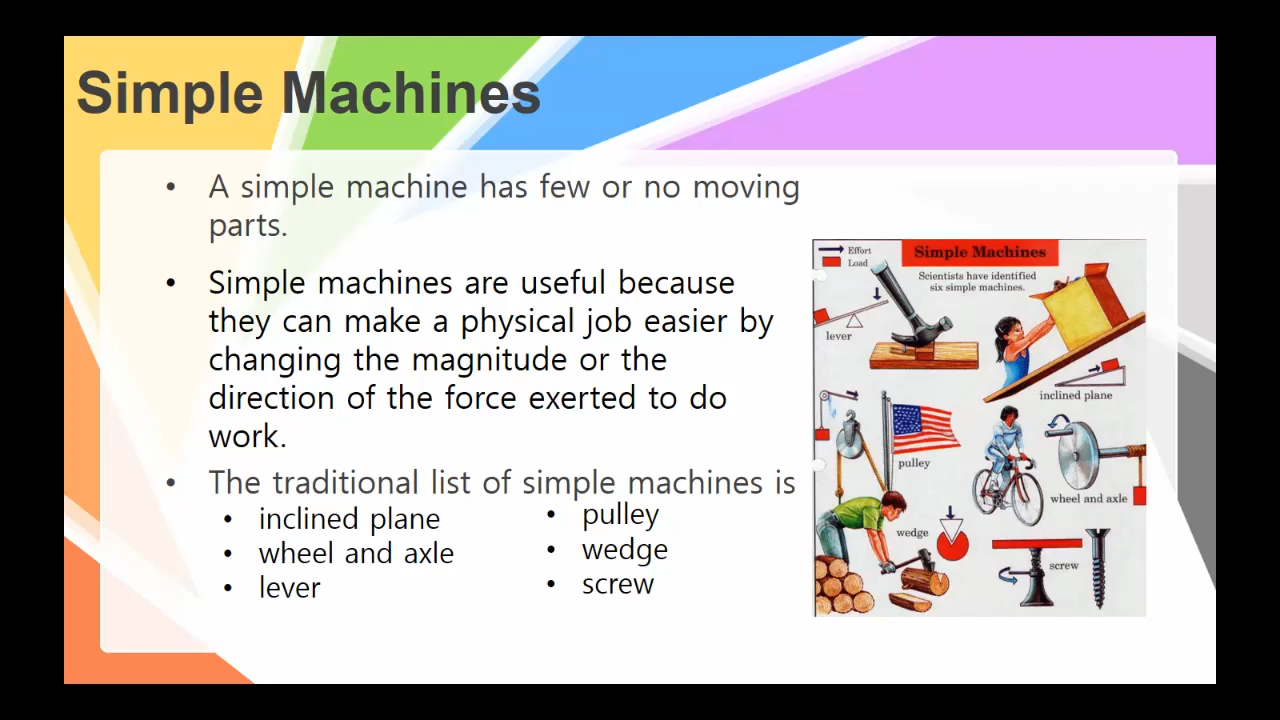 Simple Machines
• A simple machine has few or no moving
parts.
• Simple machines are useful because
they can make a physical job easier by
changing the magnitude or the
direction of the force exerted to do
work.
• The traditional list of simple machines is
• inclined plane
• wheel and axle
• lever
• pulley
• wedge
• screw
Effort
Load
Simple Machines
Scientists have identified
six simple machines.
lever
inclined plane
pulley
wheel and axle
wedge
screw